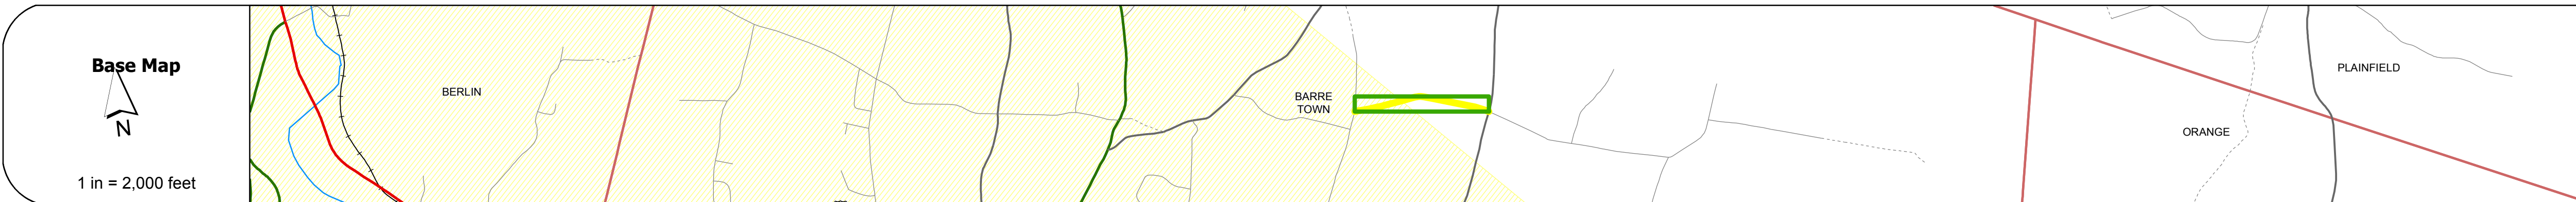 Base Map
N
1 in = 2,000 feet
BERLIN
BARRE
TOWN
PLAINFIELD
ORANGE